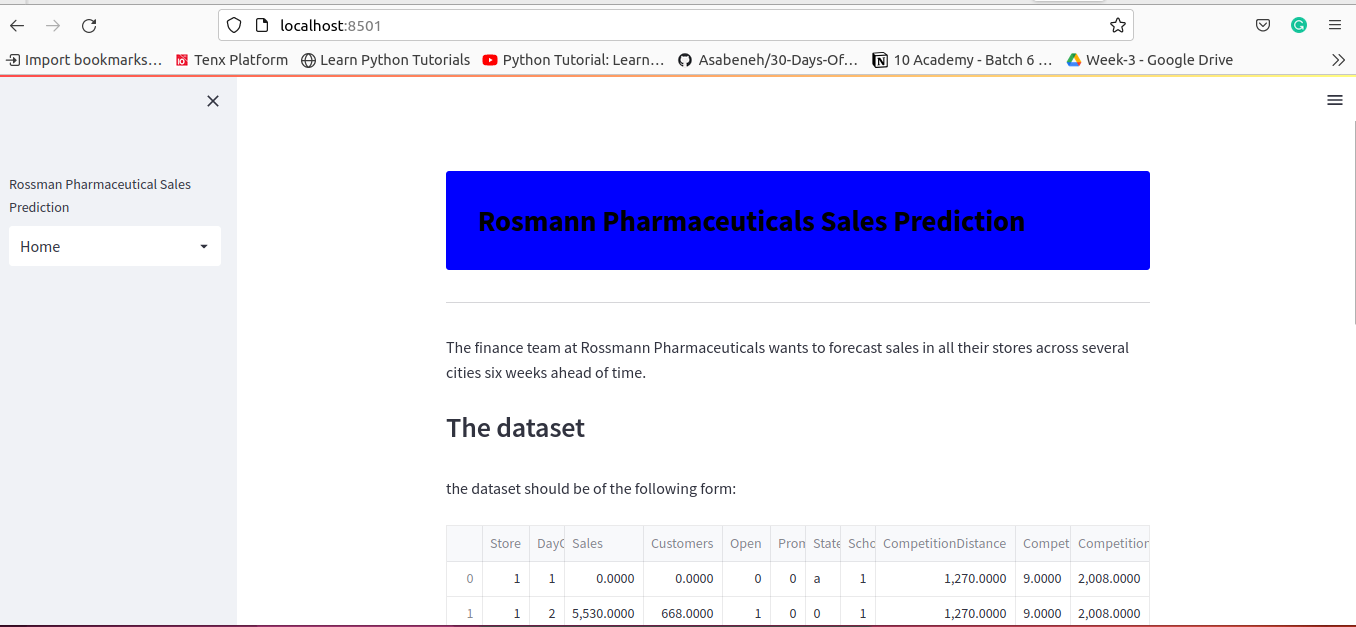 localhost:8501
Import bookmarks... Tenx Platform Learn Python Tutorials Python Tutorial: Learn... Asabeneh/30-Days-Of... 10 Academy - Batch 6 ... Week-3 - Google Drive
Rossman Pharmaceutical Sales
Prediction
Home
Rosmann Pharmaceuticals Sales Prediction
The finance team at Rossmann Pharmaceuticals wants to forecast sales in all their stores across several
cities six weeks ahead of time.
The dataset
the dataset should be of the following form:
Store DayO Sales Customers Open Prom State Scho CompetitionDistance Compet Competition
0 1 1 0.0000 0.0000 0 0 a 1 1,270.0000 9.0000 2,008.0000
1 1 2 5,530.0000 668.0000 1 0 0 1 1,270.0000 9.0000 2,008.0000